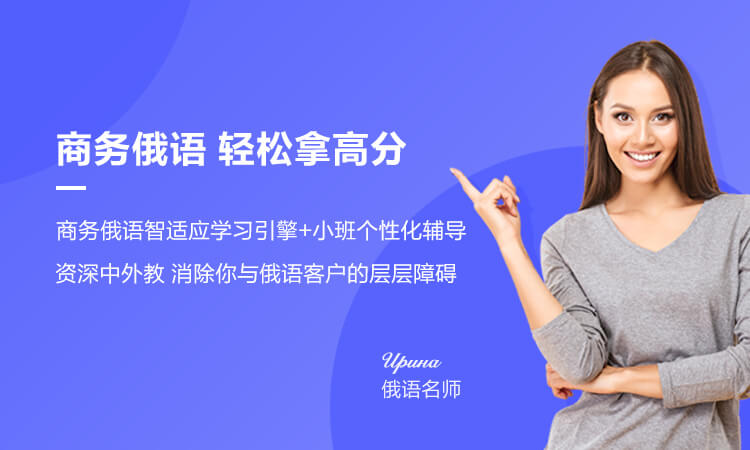 商务俄语 轻松拿高分
商务俄语智适应学习引擎+小班个性化辅导
资深中外教 消除你与俄语客户的层层障碍
Ирина
俄语名师